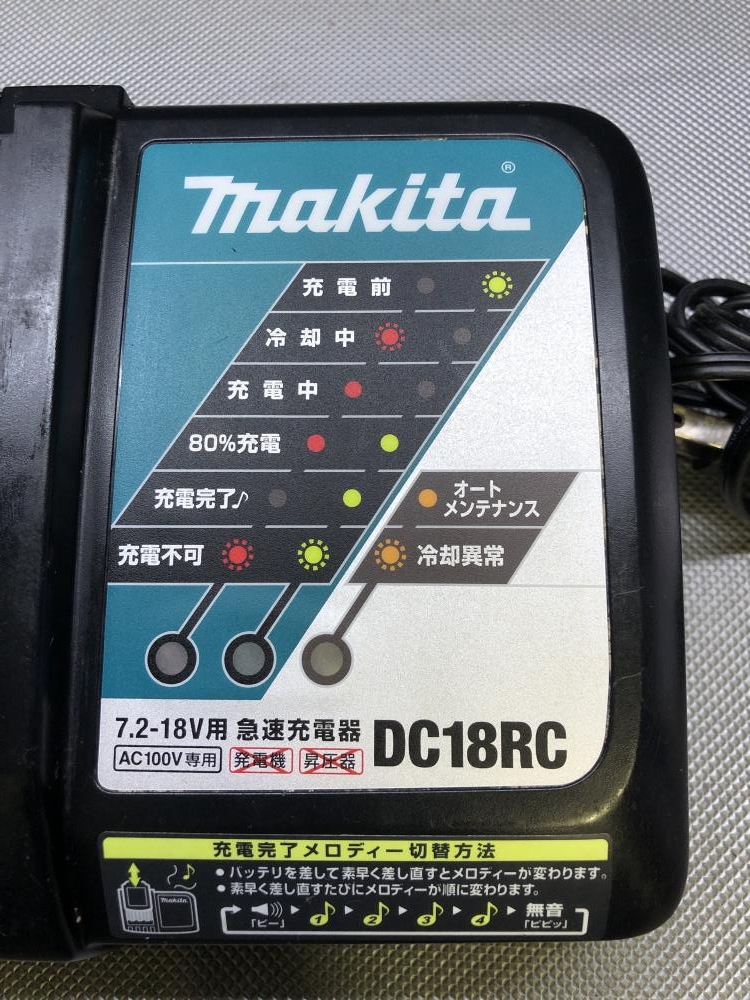 makita®
充電前
冷却中
充電中
80%充電
充電完了♪
オート
メンテナンス
充電不可
冷却異常
7.2-18V用 急速充電器 DC18RC
AC100V専用 発電機 昇圧器
充電完了メロディー切替方法
●バッテリを差して素早く差し直すとメロディーが変わります。
●素早く差し直すたびにメロディーが順に変わります。
makita
「ピー」 1 2 3 4 無音
「ピピッ」